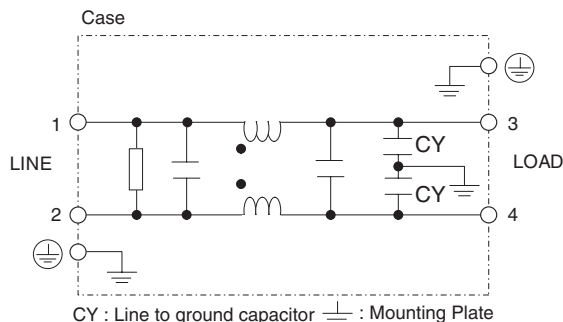 Case
1
3
CY
LINE
LOAD
CY
2
4
CY : Line to ground capacitor : Mounting Plate